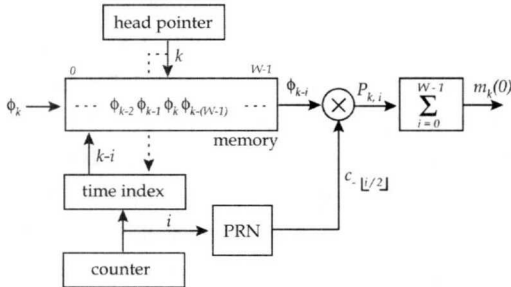 head pointer
k
0
W-1
ϕk
··· ϕk-2 ϕk-1 ϕk ϕk-(W-1) ···
memory
ϕk-i
Pk, i
W-1
∑
i = 0
mk(0)
k-i
time index
c-⌊i/2⌋
i
PRN
counter